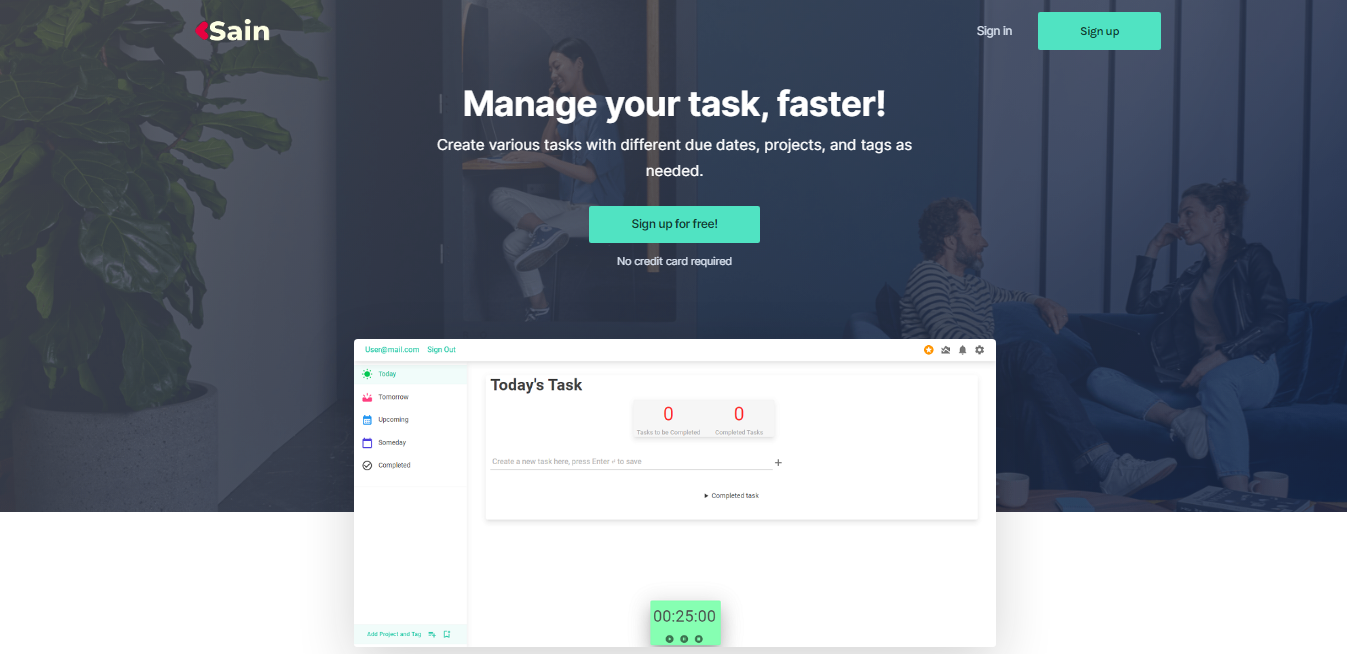 Sain
Sign in
Sign up
Manage your task, faster!
Create various tasks with different due dates, projects, and tags as
needed.
Sign up for free!
No credit card required
User@mail.com Sign Out
Today
Tomorrow
Upcoming
Someday
Completed
Today's Task
0 0
Tasks to be Completed Completed Tasks
Create a new task here, press Enter ⏎ to save
Completed task
00:25:00
Add Project and Tag